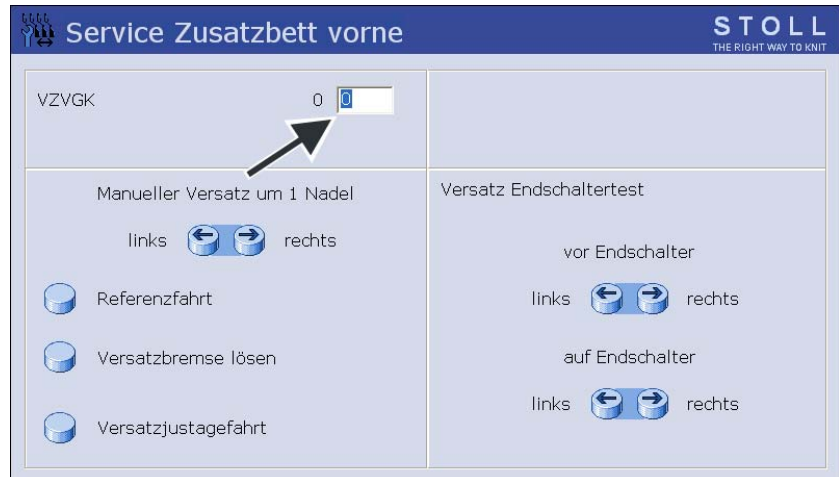 Service Zusatzbett vorne
STOLL
THE RIGHT WAY TO KNIT
VZVGK 0 0
Manueller Versatz um 1 Nadel
links rechts
Referenzfahrt
Versatzbremse lösen
Versatzjustagefahrt
Versatz Endschaltertest
vor Endschalter
links rechts
auf Endschalter
links rechts